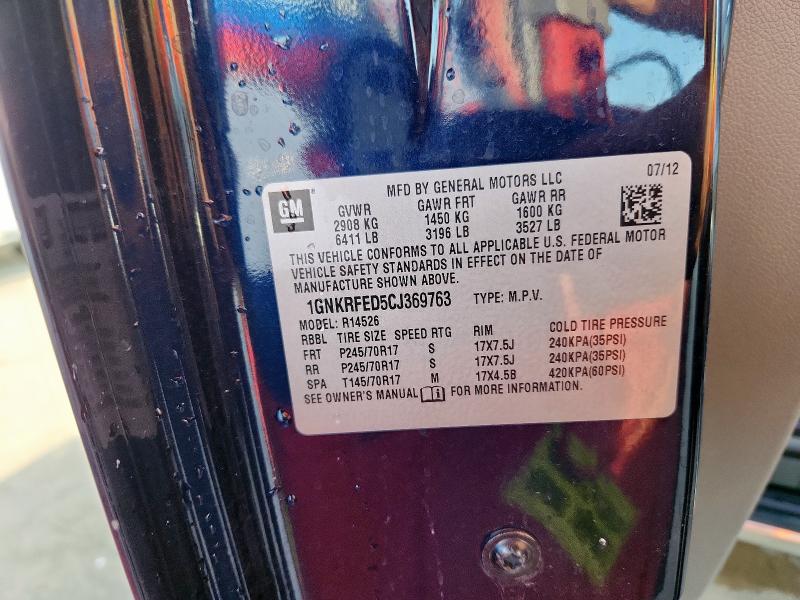 07/12
GM
MFD BY GENERAL MOTORS LLC
GVWR GAWR FRT GAWR RR
2908 KG 1450 KG 1600 KG
6411 LB 3196 LB 3527 LB
THIS VEHICLE CONFORMS TO ALL APPLICABLE U.S. FEDERAL MOTOR
VEHICLE SAFETY STANDARDS IN EFFECT ON THE DATE OF
MANUFACTURE SHOWN ABOVE.
1GNKRFED5CJ369763 TYPE: M.P.V.
MODEL: R14526
RBBL TIRE SIZE SPEED RTG RIM COLD TIRE PRESSURE
FRT P245/70R17 S 17X7.5J 240KPA(35PSI)
RR P245/70R17 S 17X7.5J 240KPA(35PSI)
SPA T145/70R17 M 17X4.5B 420KPA(60PSI)
SEE OWNER'S MANUAL FOR MORE INFORMATION.